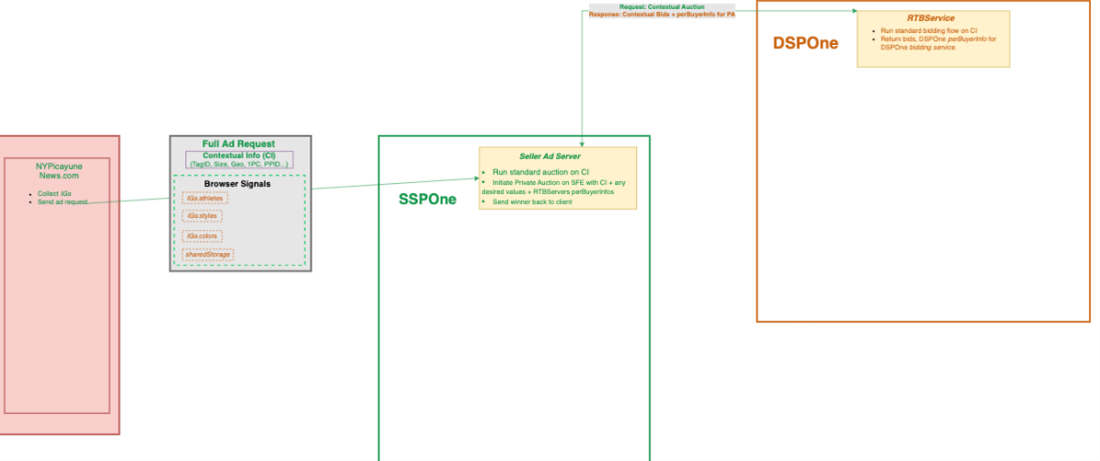 Request: Contextual Auction
Response: Contextual Bids + perBuyerInfo for PA
DSPOne
RTBService
Run standard bidding flow on CI
Return bids, DSPOne perBuyerInfo for
DSPOne bidding service.
NYPicayune
News.com
Collect IGs
Send ad request
Full Ad Request
Contextual Info (CI)
(TagID, Size, Geo, 1PC, PPID...)
Browser Signals
IGs.athletes
IGs.styles
IGs.colors
sharedStorage
SSPOne
Seller Ad Server
Run standard auction on CI
Initiate Private Auction on SFE with CI + any
desired values + RTBServers perBuyerInfos
Send winner back to client